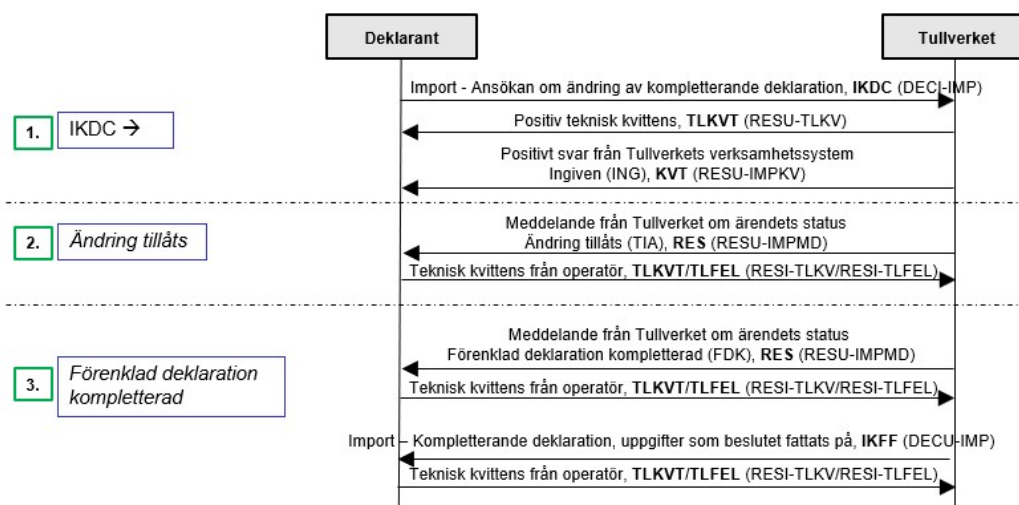 Deklarant
Tullverket
Import - Ansökan om ändring av kompletterande deklaration, IKDC (DECI-IMP)
1.
IKDC →
Positiv teknisk kvittens, TLKVT (RESU-TLKV)
Positivt svar från Tullverkets verksamhetssystem
Ingiven (ING), KVT (RESU-IMPKV)
2.
Ändring tillåts
Meddelande från Tullverket om ärendets status
Ändring tillåts (TIA), RES (RESU-IMPMD)
Teknisk kvittens från operatör, TLKVT/TLFEL (RESI-TLKV/RESI-TLFEL)
3.
Förenklad deklaration
kompletterad
Meddelande från Tullverket om ärendets status
Förenklad deklaration kompletterad (FDK), RES (RESU-IMPMD)
Teknisk kvittens från operatör, TLKVT/TLFEL (RESI-TLKV/RESI-TLFEL)
Import – Kompletterande deklaration, uppgifter som beslutet fattats på, IKFF (DECU-IMP)
Teknisk kvittens från operatör, TLKVT/TLFEL (RESI-TLKV/RESI-TLFEL)